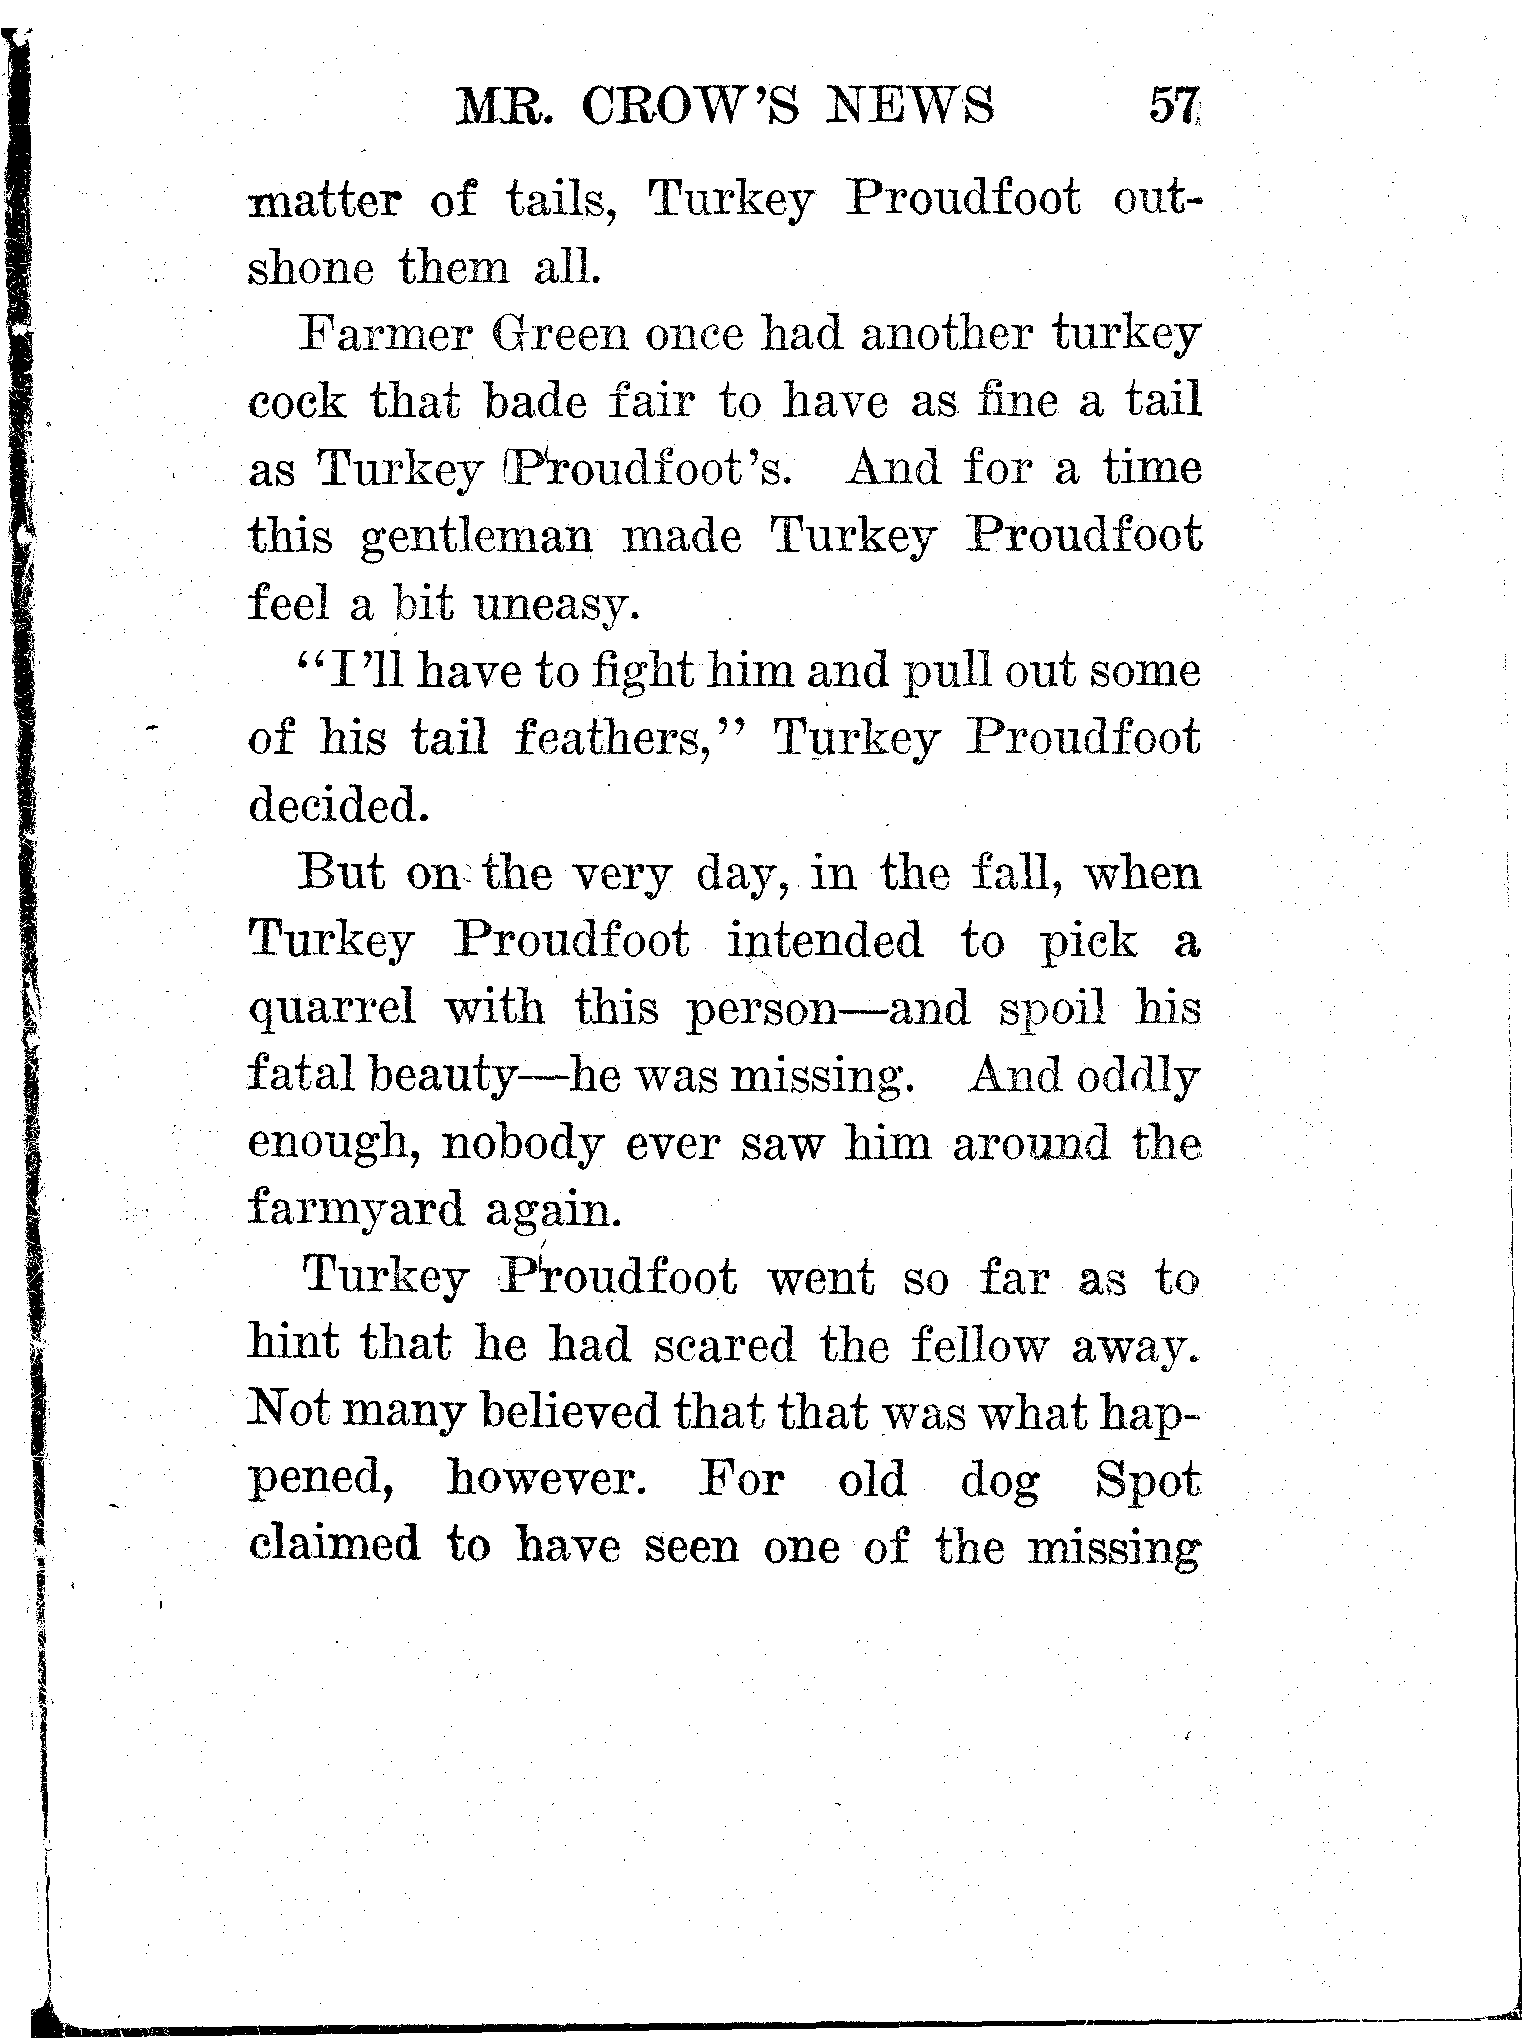 MR. CROW'S NEWS 57
matter of tails, Turkey Proudfoot out-
shone them all.
Farmer Green once had another turkey
cock that bade fair to have as fine a tail
as Turkey Proudfoot's. And for a time
this gentleman made Turkey Proudfoot
feel a bit uneasy.
"I'll have to fight him and pull out some
of his tail feathers," Turkey Proudfoot
decided.
But on the very day, in the fall, when
Turkey Proudfoot intended to pick a
quarrel with this person—and spoil his
fatal beauty—he was missing. And oddly
enough, nobody ever saw him around the
farmyard again.
Turkey Proudfoot went so far as to
hint that he had scared the fellow away.
Not many believed that that was what hap-
pened, however. For old dog Spot
claimed to have seen one of the missing